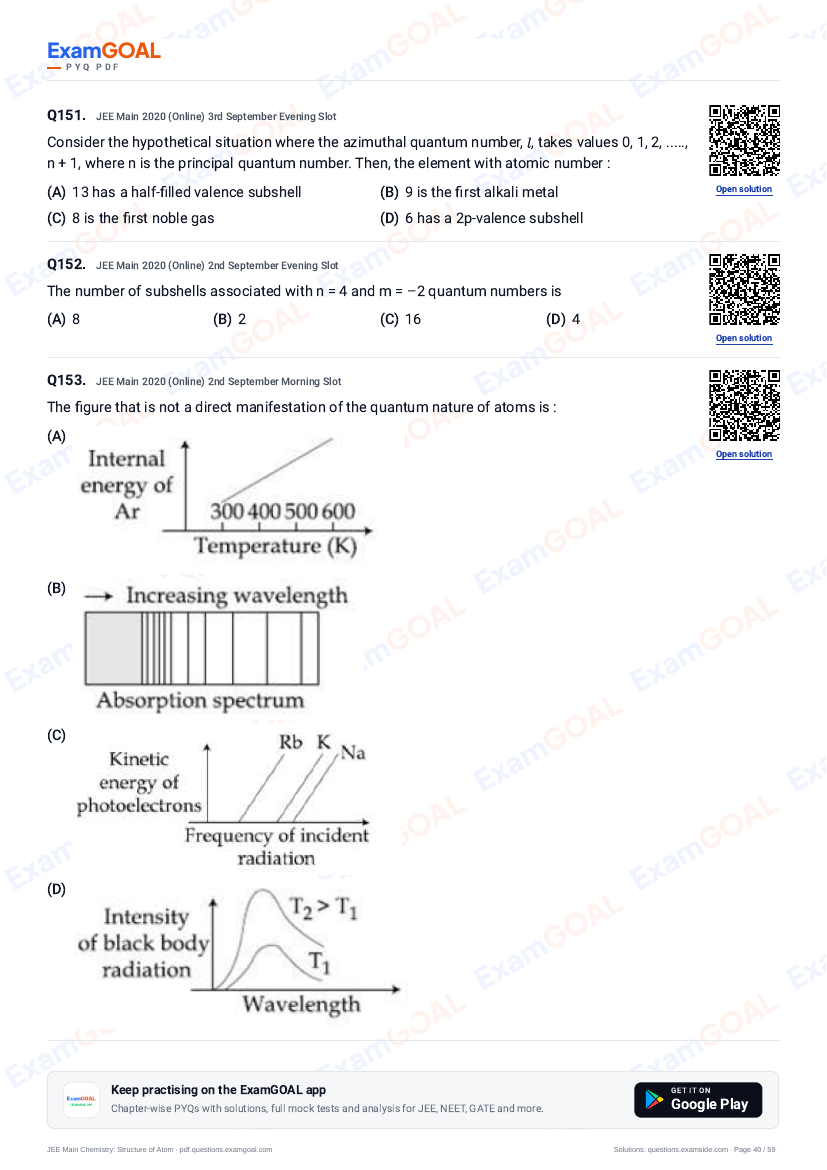 ExamGOAL
PYQ PDF
Q151. JEE Main 2020 (Online) 3rd September Evening Slot
Consider the hypothetical situation where the azimuthal quantum number, l, takes values 0, 1, 2, .....,
n + 1, where n is the principal quantum number. Then, the element with atomic number :
(A) 13 has a half-filled valence subshell
(B) 9 is the first alkali metal
(C) 8 is the first noble gas
(D) 6 has a 2p-valence subshell
Open solution
Q152. JEE Main 2020 (Online) 2nd September Evening Slot
The number of subshells associated with n = 4 and m = −2 quantum numbers is
(A) 8
(B) 2
(C) 16
(D) 4
Open solution
Q153. JEE Main 2020 (Online) 2nd September Morning Slot
The figure that is not a direct manifestation of the quantum nature of atoms is :
Open solution
(A)
Internal
energy of
Ar
300 400 500 600
Temperature (K)
(B)
→ Increasing wavelength
Absorption spectrum
(C)
Rb K Na
Kinetic
energy of
photoelectrons
Frequency of incident
radiation
(D)
Intensity
of black body
radiation
T2 > T1
T1
Wavelength
Keep practising on the ExamGOAL app
Chapter-wise PYQs with solutions, full mock tests and analysis for JEE, NEET, GATE and more.
GET IT ON
Google Play
JEE Main Chemistry: Structure of Atom · pdf.questions.examgoal.com
Solutions: questions.examside.com · Page 40 / 59